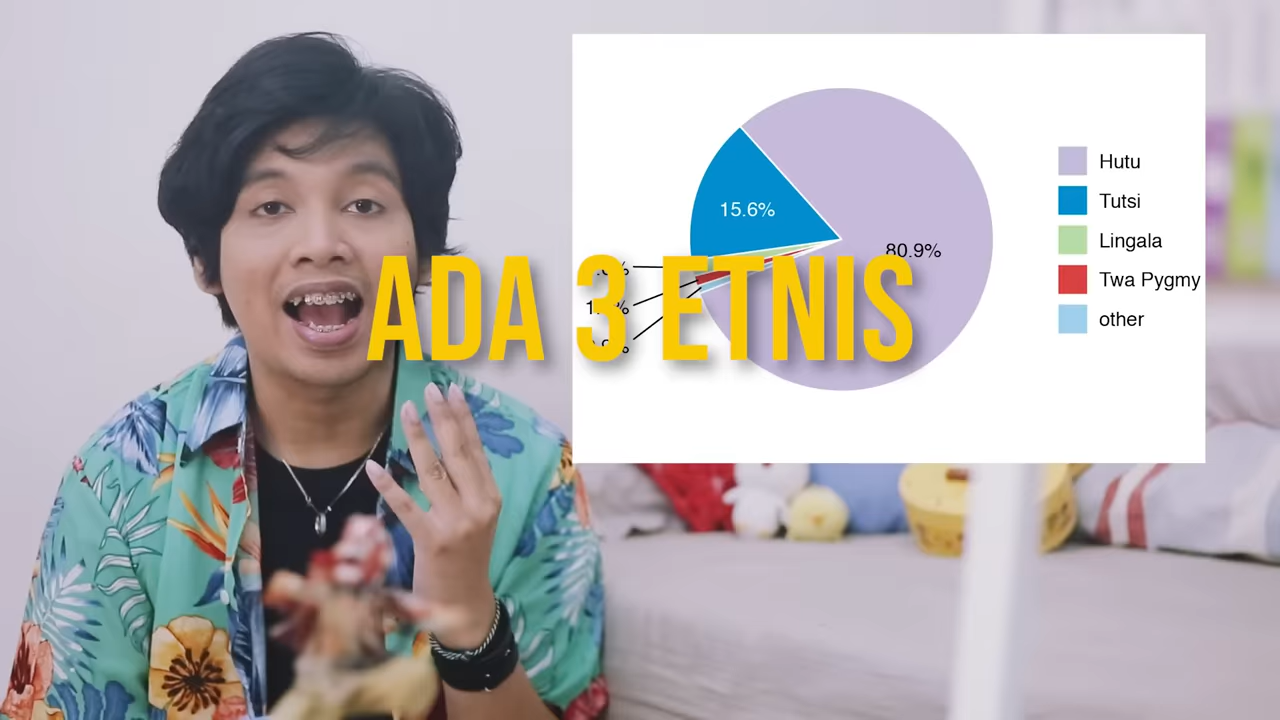 Hutu
15.6%
Tutsi
Lingala
80.9%
ADA 3 ETNIS
Twa Pygmy
other